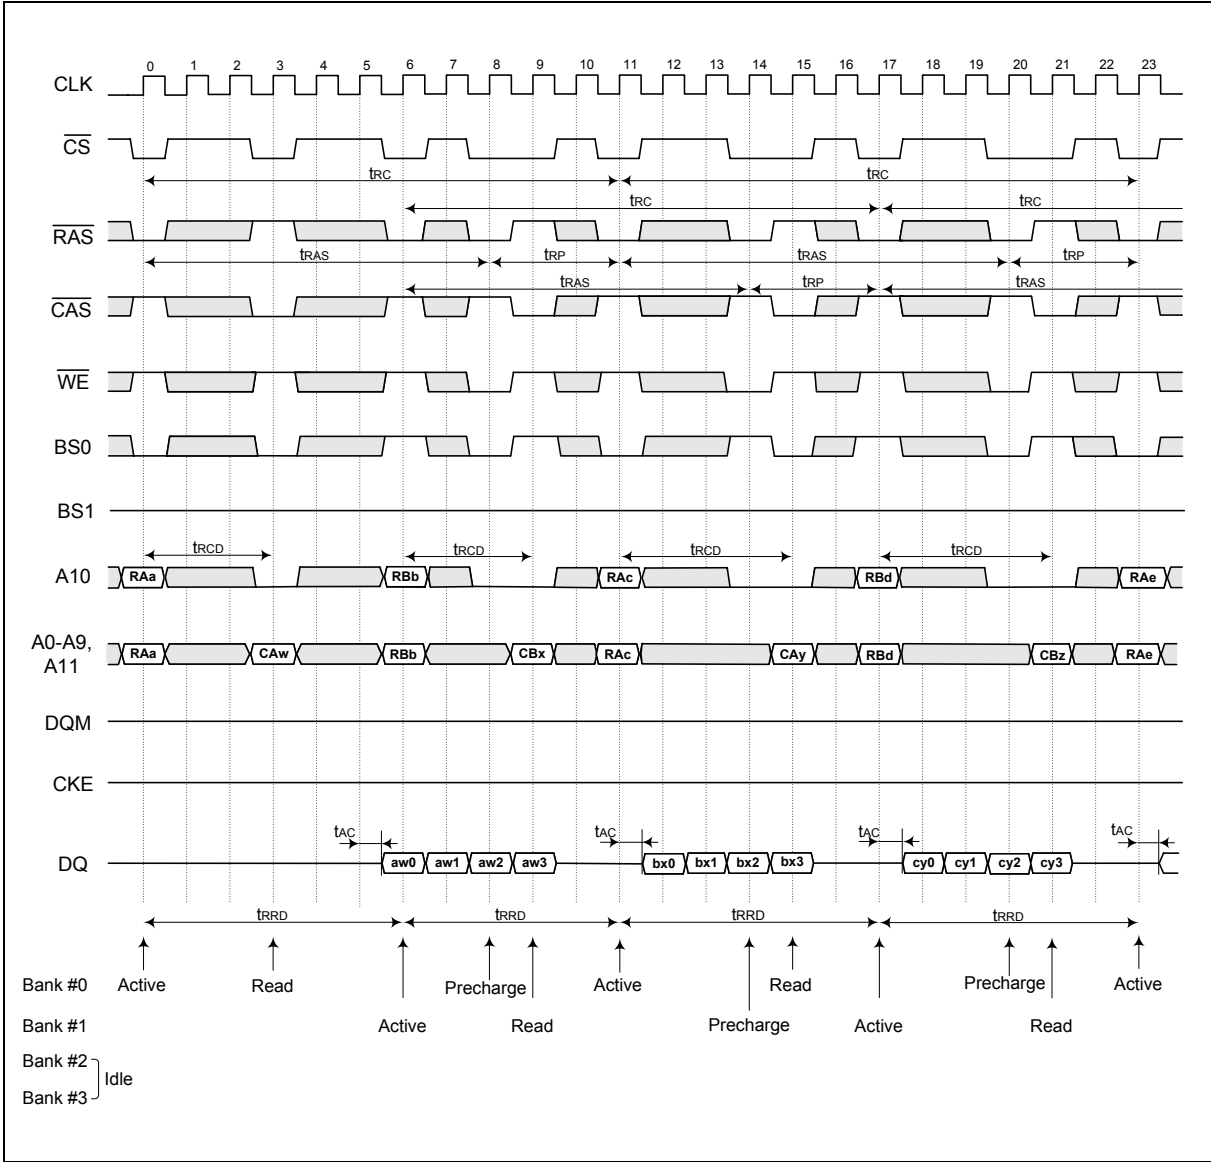 0 1 2 3 4 5 6 7 8 9 10 11 12 13 14 15 16 17 18 19 20 21 22 23
CLK
CS
tRC tRC
tRC tRC
RAS
tRAS tRP tRAS tRP
tRAS tRP tRAS
CAS
WE
BS0
BS1
tRCD tRCD tRCD tRCD
A10 RAa RBb RAc RBd RAe
A0-A9,
A11
RAa CAw RBb CBx RAc CAy RBd CBz RAe
DQM
CKE
tAC tAC tAC tAC
DQ aw0 aw1 aw2 aw3 bx0 bx1 bx2 bx3 cy0 cy1 cy2 cy3
tRRD tRRD tRRD tRRD
Bank #0 Active Read Precharge Active Read Precharge Active
Bank #1 Active Read Precharge Active Read
Bank #2
Idle
Bank #3